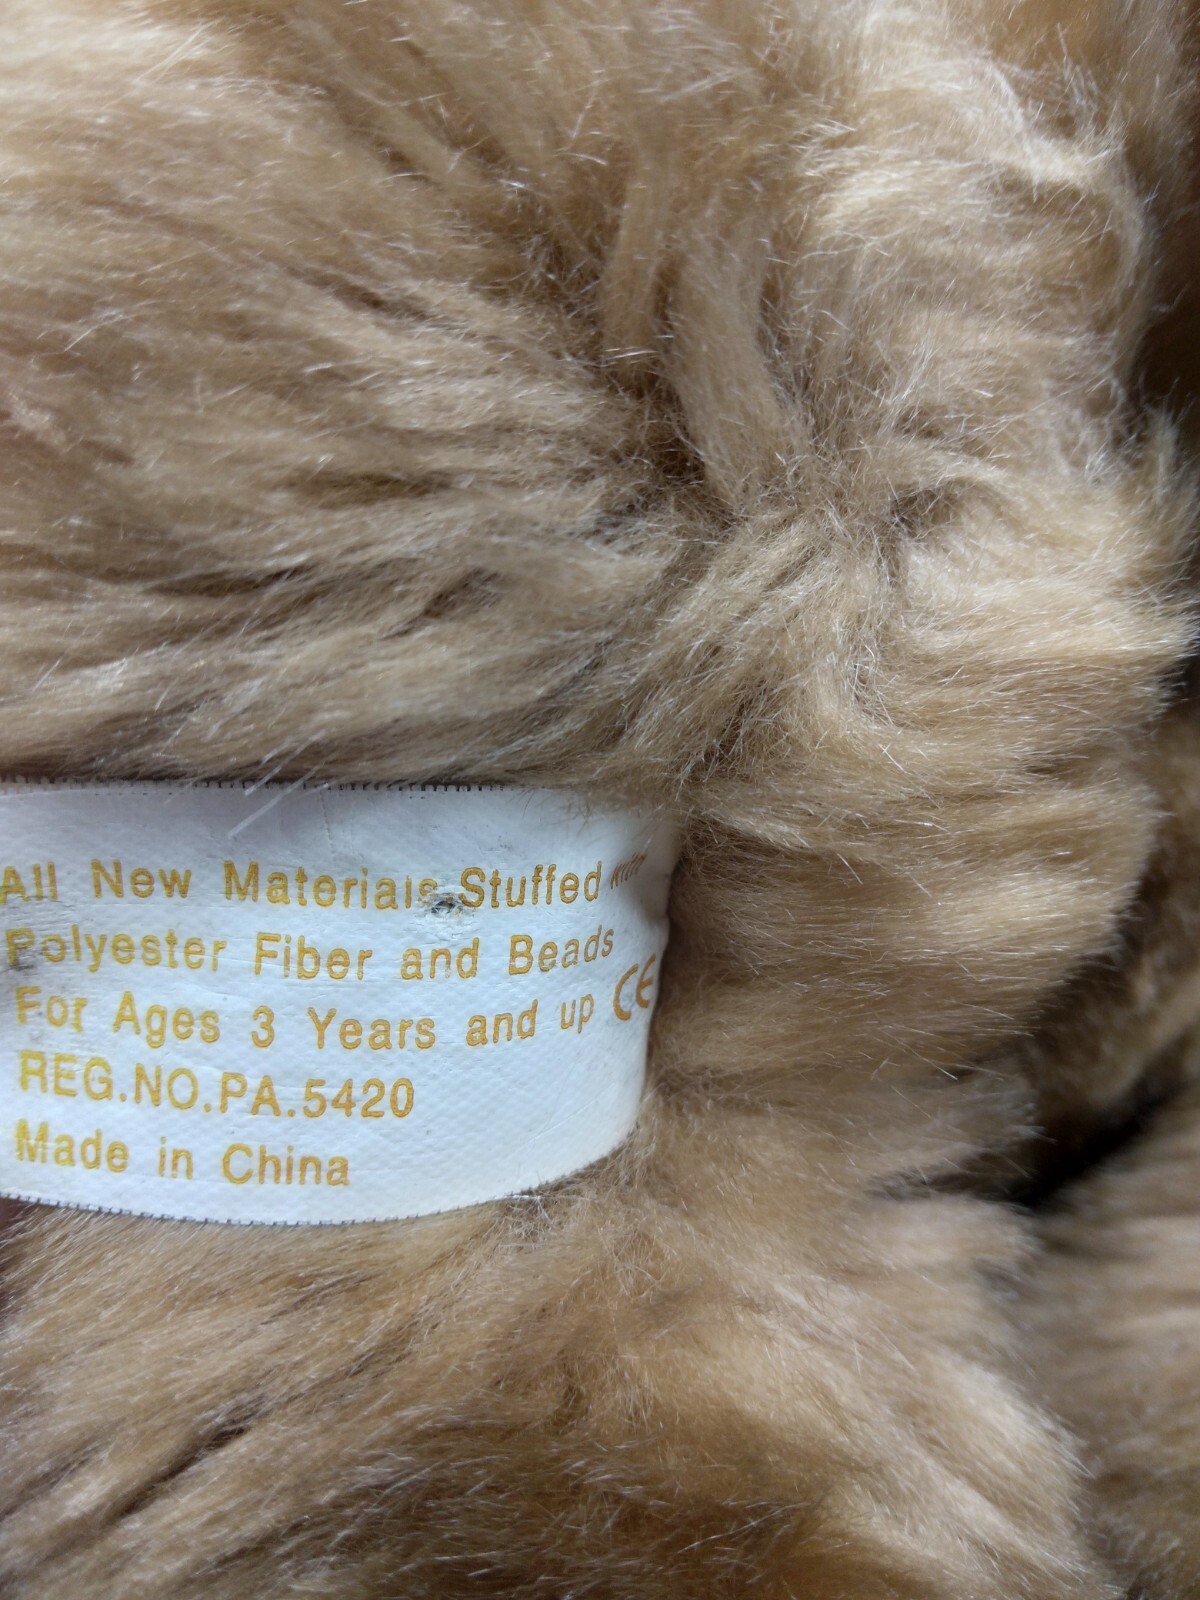 All New Materials Stuffed with
Polyester Fiber and Beads
For Ages 3 Years and up CE
REG.NO.PA.5420
Made in China